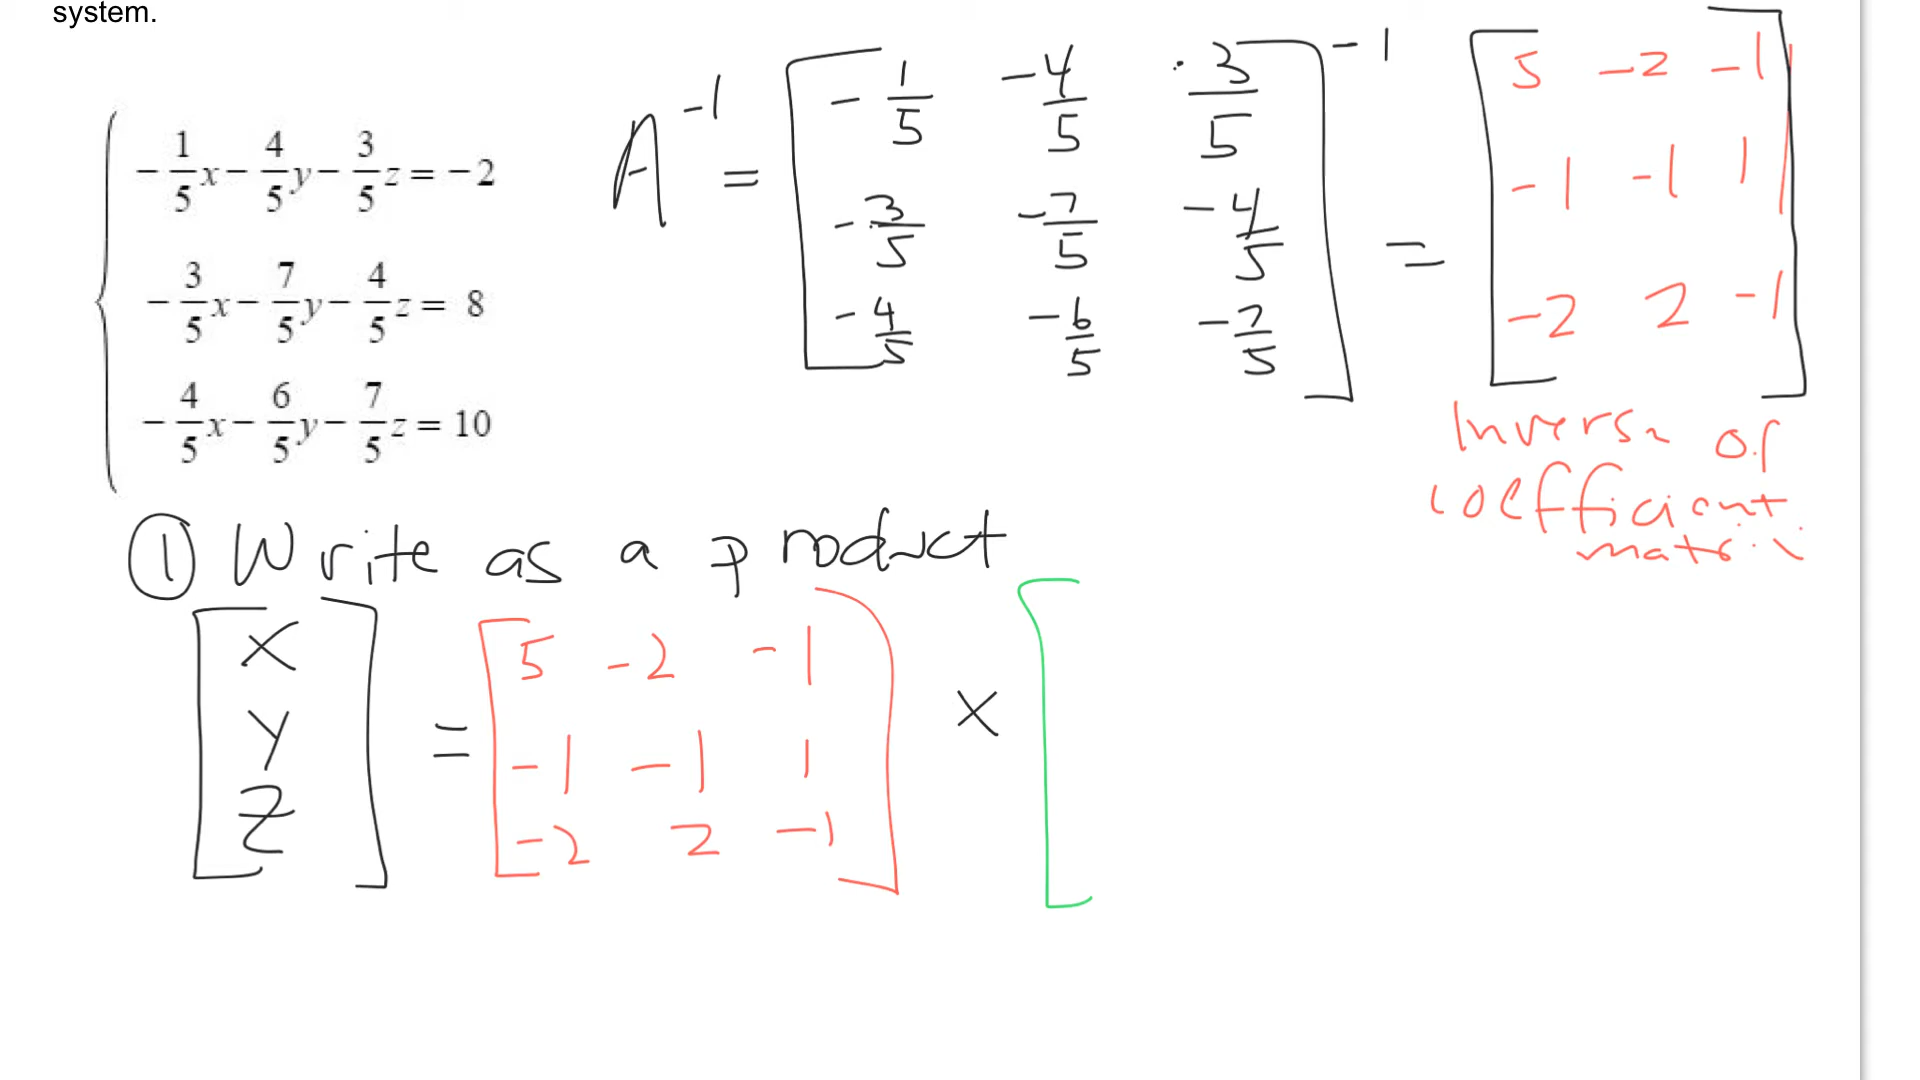 system.
-1/5x - 4/5y - 3/5z = -2
-3/5x - 7/5y - 4/5z = 8
-4/5x - 6/5y - 7/5z = 10
A^-1 = [ -1/5 -4/5 ·3/5
-3/5 -7/5 -4/5
-4/5 -6/5 -7/5 ]^-1
= [ 5 -2 -1
-1 -1 1
-2 2 -1 ]
Inverse of
coefficient
matrix
① Write as a product
[ x
y
z ]
= [ 5 -2 -1
-1 -1 1
-2 2 -1 ] × [